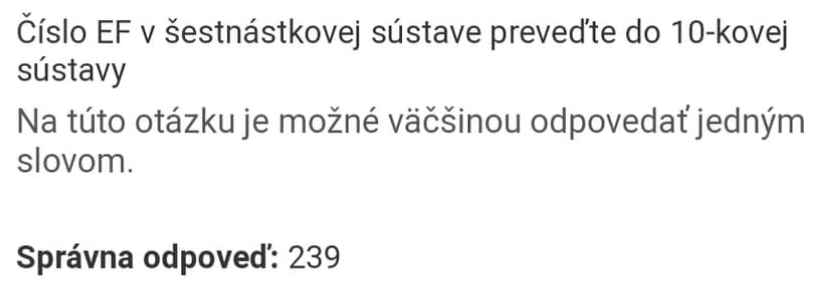 Číslo EF v šestnástkovej sústave preveďte do 10-kovej
sústavy
Na túto otázku je možné väčšinou odpovedať jedným
slovom.
Správna odpoveď: 239